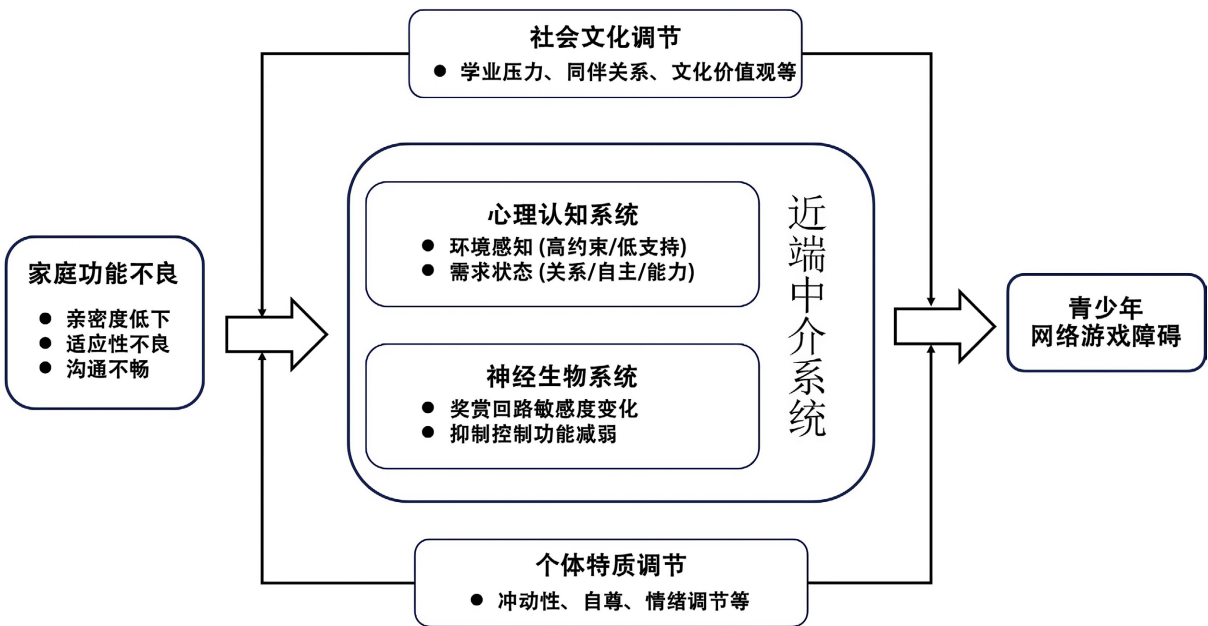 社会文化调节
● 学业压力、同伴关系、文化价值观等
家庭功能不良
● 亲密度低下
● 适应性不良
● 沟通不畅
心理认知系统
● 环境感知 (高约束/低支持)
● 需求状态 (关系/自主/能力)
神经生物系统
● 奖赏回路敏感度变化
● 抑制控制功能减弱
近端中介系统
青少年
网络游戏障碍
个体特质调节
● 冲动性、自尊、情绪调节等